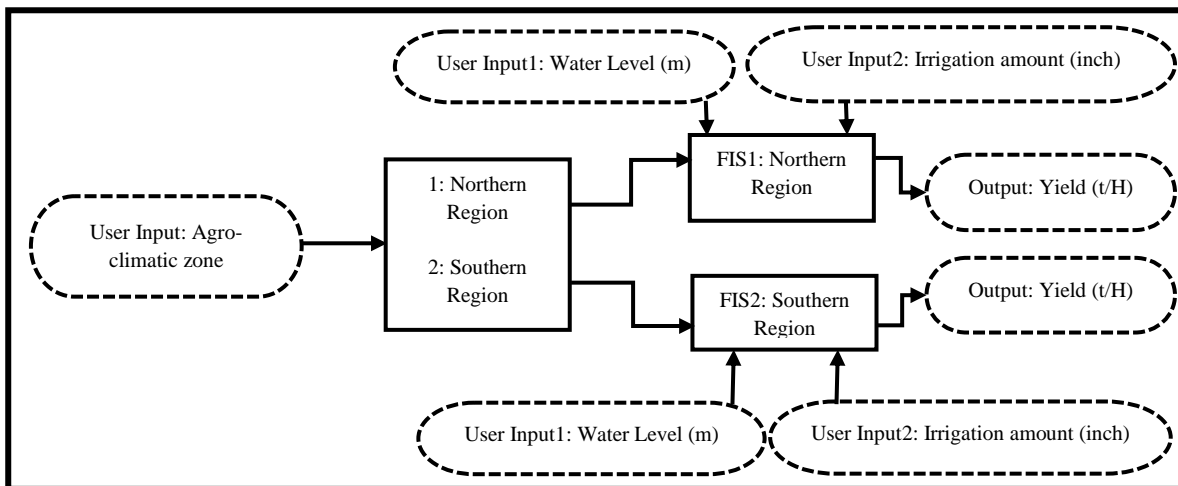 User Input1: Water Level (m)
User Input2: Irrigation amount (inch)
FIS1: Northern
Region
Output: Yield (t/H)
1: Northern
Region
User Input: Agro-
climatic zone
2: Southern
Region
FIS2: Southern
Region
Output: Yield (t/H)
User Input1: Water Level (m)
User Input2: Irrigation amount (inch)